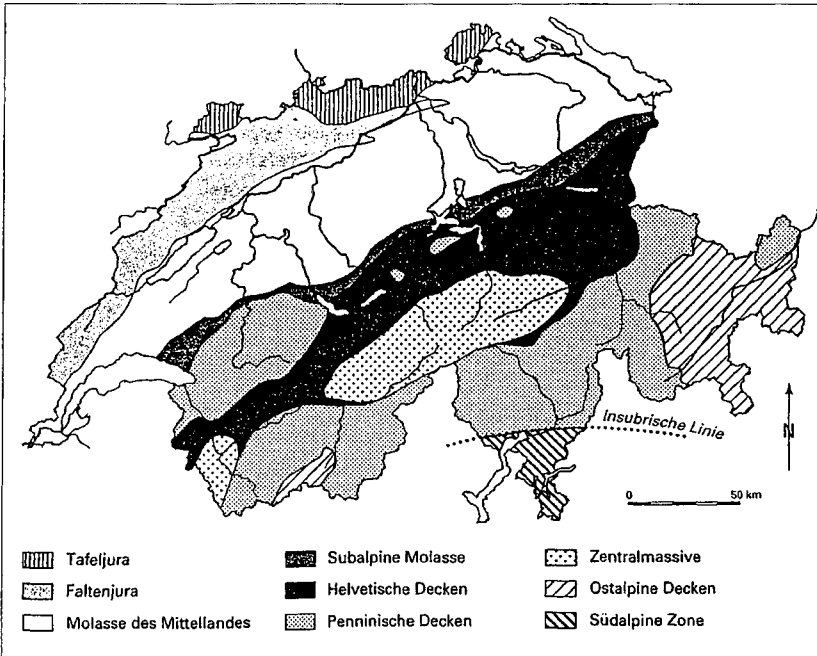 Insubrische Linie
N
0 50 km
Tafeljura
Faltenjura
Molasse des Mittellandes
Subalpine Molasse
Helvetische Decken
Penninische Decken
Zentralmassive
Ostalpine Decken
Südalpine Zone